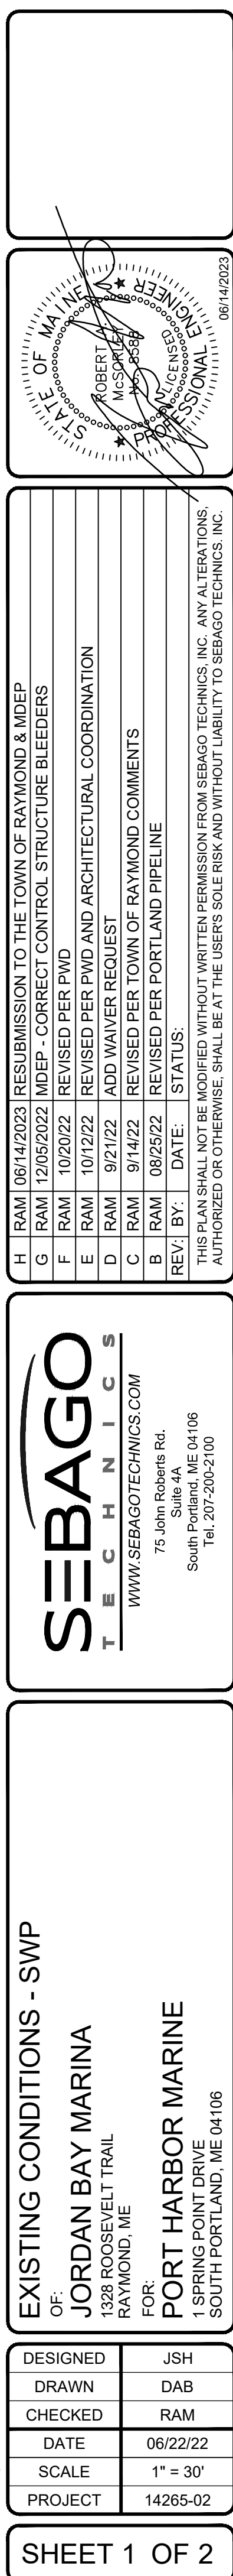 STATE OF MAINE
ROBERT A.
McSORLEY
No. 8588
LICENSED
PROFESSIONAL ENGINEER
06/14/2023
H RAM 06/14/2023 RESUBMISSION TO THE TOWN OF RAYMOND & MDEP
G RAM 12/05/2022 MDEP - CORRECT CONTROL STRUCTURE BLEEDERS
F RAM 10/20/22 REVISED PER PWD
E RAM 10/12/22 REVISED PER PWD AND ARCHITECTURAL COORDINATION
D RAM 9/21/22 ADD WAIVER REQUEST
C RAM 9/14/22 REVISED PER TOWN OF RAYMOND COMMENTS
B RAM 08/25/22 REVISED PER PORTLAND PIPELINE
REV: BY: DATE: STATUS:
THIS PLAN SHALL NOT BE MODIFIED WITHOUT WRITTEN PERMISSION FROM SEBAGO TECHNICS, INC. ANY ALTERATIONS,
AUTHORIZED OR OTHERWISE, SHALL BE AT THE USER'S SOLE RISK AND WITHOUT LIABILITY TO SEBAGO TECHNICS. INC.
SEBAGO
TECHNICS
WWW.SEBAGOTECHNICS.COM
75 John Roberts Rd.
Suite 4A
South Portland, ME 04106
Tel. 207-200-2100
EXISTING CONDITIONS - SWP
OF:
JORDAN BAY MARINA
1328 ROOSEVELT TRAIL
RAYMOND, ME
FOR:
PORT HARBOR MARINE
1 SPRING POINT DRIVE
SOUTH PORTLAND, ME 04106
DESIGNED JSH
DRAWN DAB
CHECKED RAM
DATE 06/22/22
SCALE 1" = 30'
PROJECT 14265-02
SHEET 1 OF 2